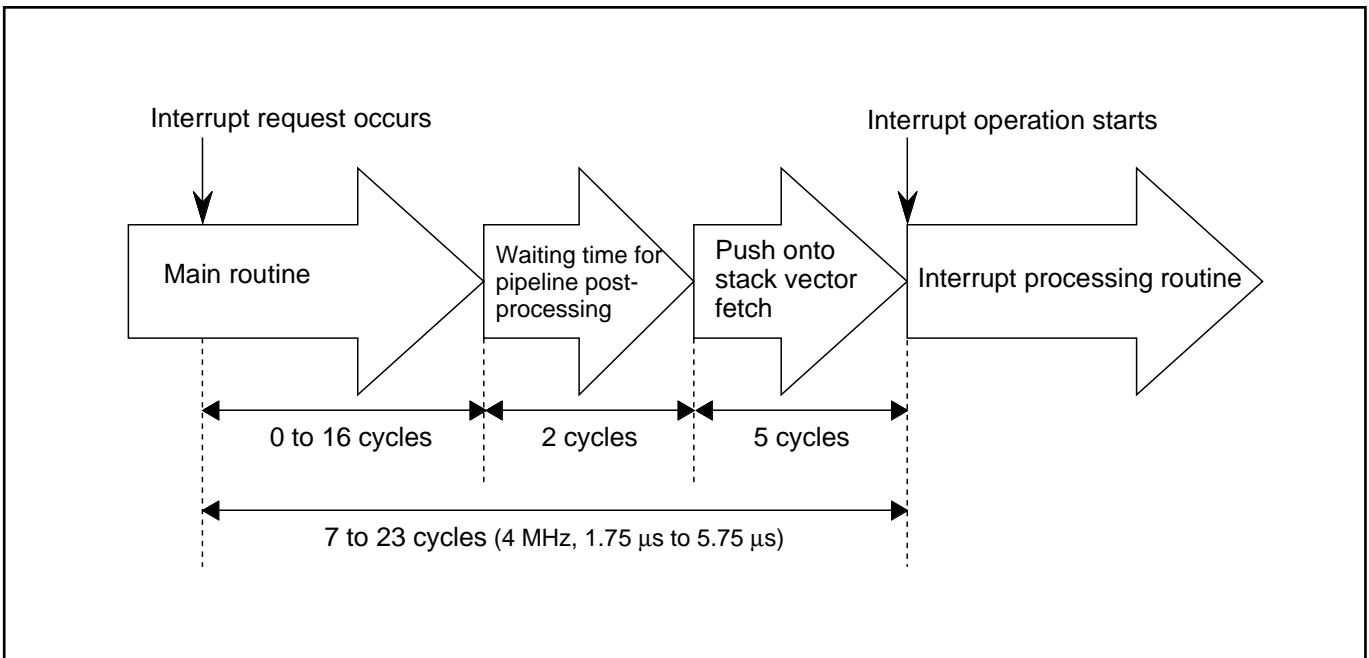 Interrupt request occurs
Interrupt operation starts
Main routine
Waiting time for
pipeline post-
processing
Push onto
stack vector
fetch
Interrupt processing routine
0 to 16 cycles
2 cycles
5 cycles
7 to 23 cycles (4 MHz, 1.75 μs to 5.75 μs)